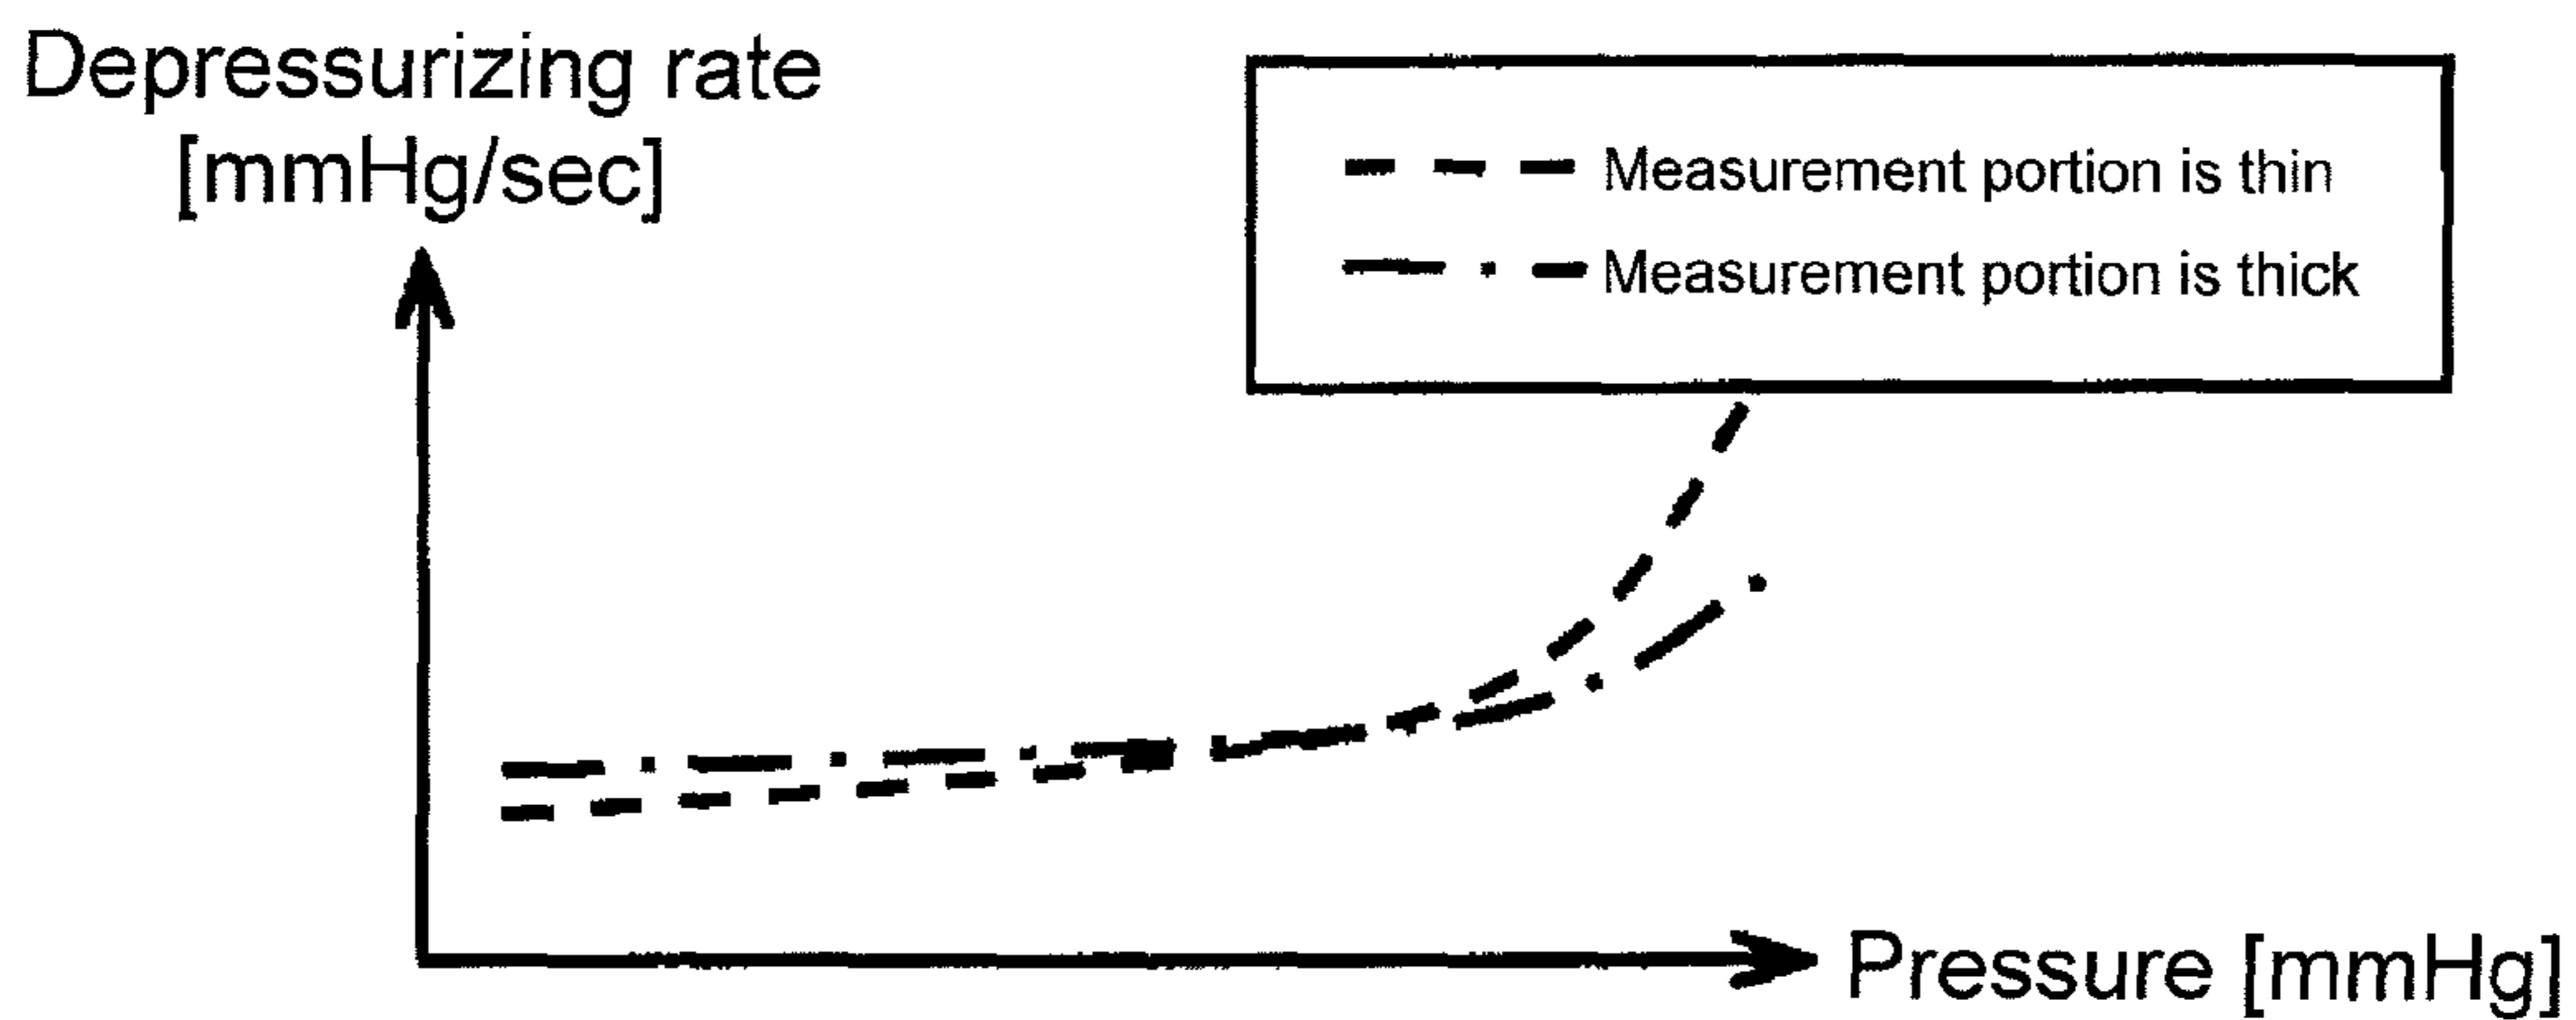 Depressurizing rate
[mmHg/sec]
Measurement portion is thin
Measurement portion is thick
Pressure [mmHg]